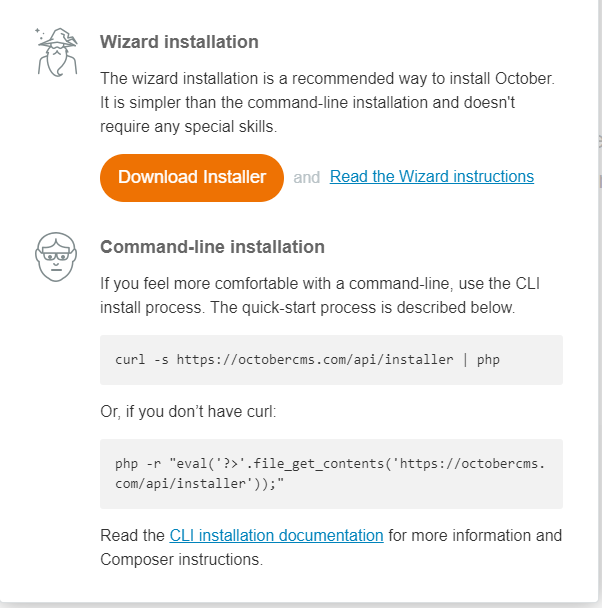 Wizard installation
The wizard installation is a recommended way to install October.
It is simpler than the command-line installation and doesn't
require any special skills.
Download Installer and Read the Wizard instructions
Command-line installation
If you feel more comfortable with a command-line, use the CLI
install process. The quick-start process is described below.
curl -s https://octobercms.com/api/installer | php
Or, if you don’t have curl:
php -r "eval('?>'.file_get_contents('https://octobercms.
com/api/installer'));"
Read the CLI installation documentation for more information and
Composer instructions.